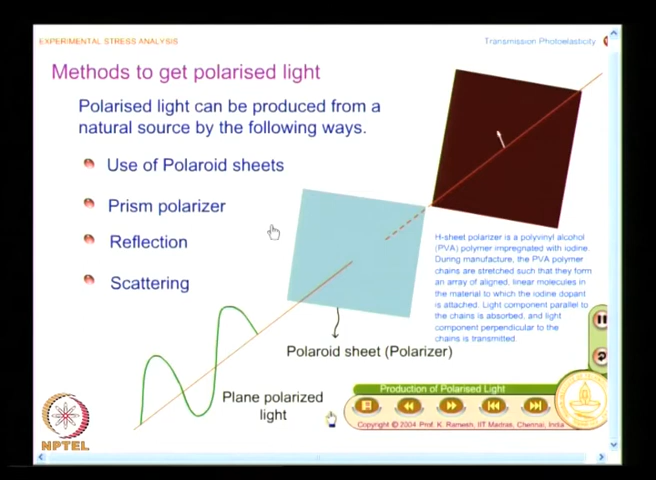 EXPERIMENTAL STRESS ANALYSIS
Transmission Photoelasticity
Methods to get polarised light
Polarised light can be produced from a
natural source by the following ways.
Use of Polaroid sheets
Prism polarizer
Reflection
Scattering
H-sheet polarizer is a polyvinyl alcohol
(PVA) polymer impregnated with iodine.
During manufacture, the PVA polymer
chains are stretched such that they form
an array of aligned, linear molecules in
the material to which the iodine dopant
is attached. Light component parallel to
the chains is absorbed, and light
component perpendicular to the
chains is transmitted
Polaroid sheet (Polarizer)
Plane polarized
light
Production of Polarised Light
Copyright © 2004 Prof. K. Ramesh, IIT Madras, Chennai, India
NPTEL